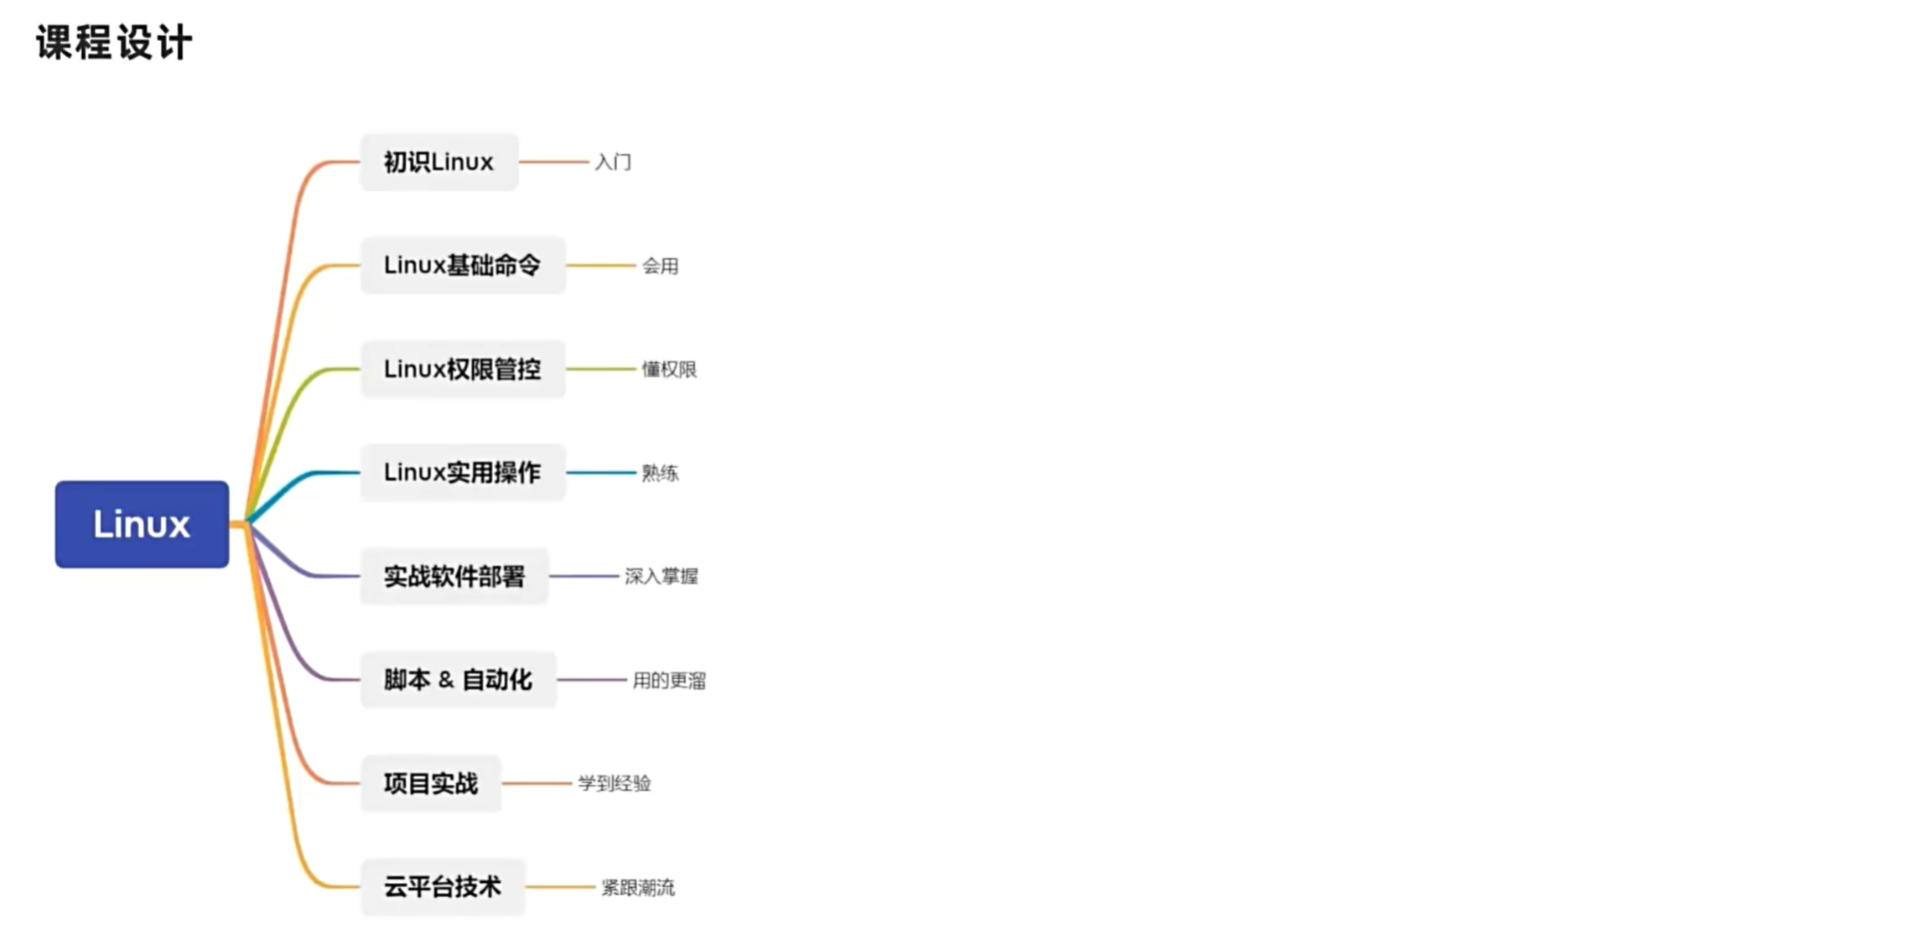 课程设计
初识Linux 入门
Linux基础命令 会用
Linux权限管控 懂权限
Linux实用操作 熟练
Linux
实战软件部署 深入掌握
脚本 & 自动化 用的更溜
项目实战 学到经验
云平台技术 紧跟潮流